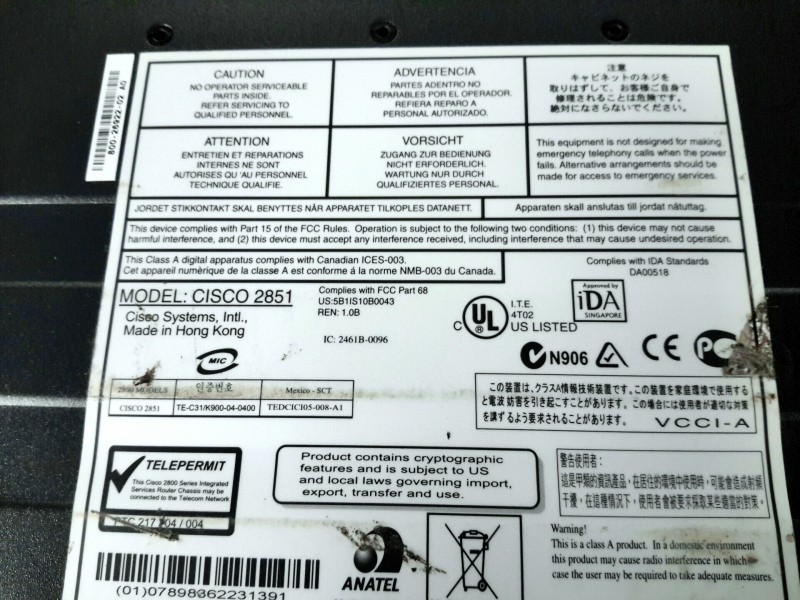 800-26922-02 A0
CAUTION
NO OPERATOR SERVICEABLE
PARTS INSIDE.
REFER SERVICING TO
QUALIFIED PERSONNEL.
ADVERTENCIA
PARTES ADENTRO NO
REPARABLES POR EL OPERADOR.
REFIERA REPARO A
PERSONAL AUTORIZADO.
注意
キャビネットのネジを
取りはずして、お客様ご自身で
修理されることは危険です。
絶対になさらないでください。
ATTENTION
ENTRETIEN ET REPARATIONS
INTERNES NE SONT
AUTORISES QU 'AU PERSONNEL
TECHNIQUE QUALIFIE.
VORSICHT
ZUGANG ZUR BEDIENUNG
NICHT ERFORDERLICH.
WARTUNG NUR DURCH
QUALIFIZIERTES PERSONAL.
This equipment is not designed for making
emergency telephone calls when the power
fails. Alternative arrangements should be
made for access to emergency services.
JORDET STIKKONTAKT SKAL BENYTTES NÅR APPARATET TILKOPLES DATANETT.
Apparaten skall anslutas till jordat nätuttag.
This device complies with Part 15 of the FCC Rules. Operation is subject to the following two conditions: (1) this device may not cause
harmful interference, and (2) this device must accept any interference received, including interference that may cause undesired operation.
This Class A digital apparatus complies with Canadian ICES-003.
Cet appareil numèrique de la classe A est conforme á la norme NMB-003 du Canada.
Complies with IDA Standards
DA00518
MODEL: CISCO 2851
Cisco Systems, Intl.,
Made in Hong Kong
Complies with FCC Part 68
US:5B1IS10B0043
REN: 1.0B
IC: 2461B-0096
C UL
I.T.E.
4T02
US LISTED
Approved by
iDA
SINGAPORE
N906
CE
MIC
2800 MODELS 인증번호 Mexico - SCT
CISCO 2851 TE-C31/K900-04-0400 TEDCICI05-008-A1
この装置は、クラスA情報技術装置です。この装置を家庭環境で使用する
と電波妨害を引き起こすことがあります。この場合には使用者が適切な対策
を講ずるよう要求されることがあります。
VCCI-A
TELEPERMIT
This Cisco 2800 Series Integrated
Services Router Chassis may be
connected to the Telecom Network
PTC 217 / 04 / 004
Product contains cryptographic
features and is subject to US
and local laws governing import,
export, transfer and use.
警告使用者:
這是甲類的資訊產品，在居住的環境中使用時，可能會造成射頻
干擾，在這種情況下，使用者會被要求採取某些適當的對策。
ANATEL
Warning!
This is a class A product. In a domestic environment
this product may cause radio interference in which
case the user may be required to take adequate measures.
(01)07898362231391